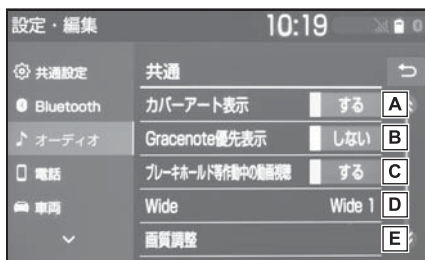 設定・編集 10:19 0
共通設定 共通
Bluetooth カバーアート表示 する A
オーディオ Gracenote優先表示 しない B
電話 ブレーキホールド等作動中の動画視聴 する C
車両 Wide Wide 1 D
画質調整 E